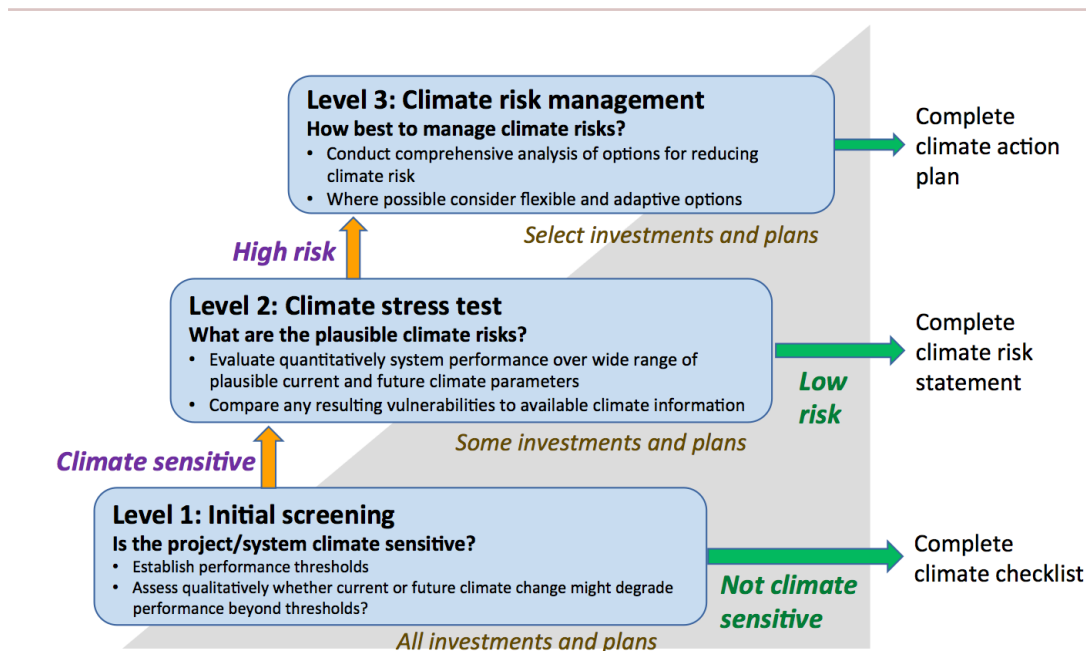 Level 3: Climate risk management
How best to manage climate risks?
• Conduct comprehensive analysis of options for reducing
climate risk
• Where possible consider flexible and adaptive options
Complete
climate action
plan
High risk
Select investments and plans
Level 2: Climate stress test
What are the plausible climate risks?
• Evaluate quantitatively system performance over wide range of
plausible current and future climate parameters
• Compare any resulting vulnerabilities to available climate information
Complete
climate risk
statement
Low
risk
Climate sensitive
Some investments and plans
Level 1: Initial screening
Is the project/system climate sensitive?
• Establish performance thresholds
• Assess qualitatively whether current or future climate change might degrade
performance beyond thresholds?
Complete
climate checklist
Not climate
sensitive
All investments and plans